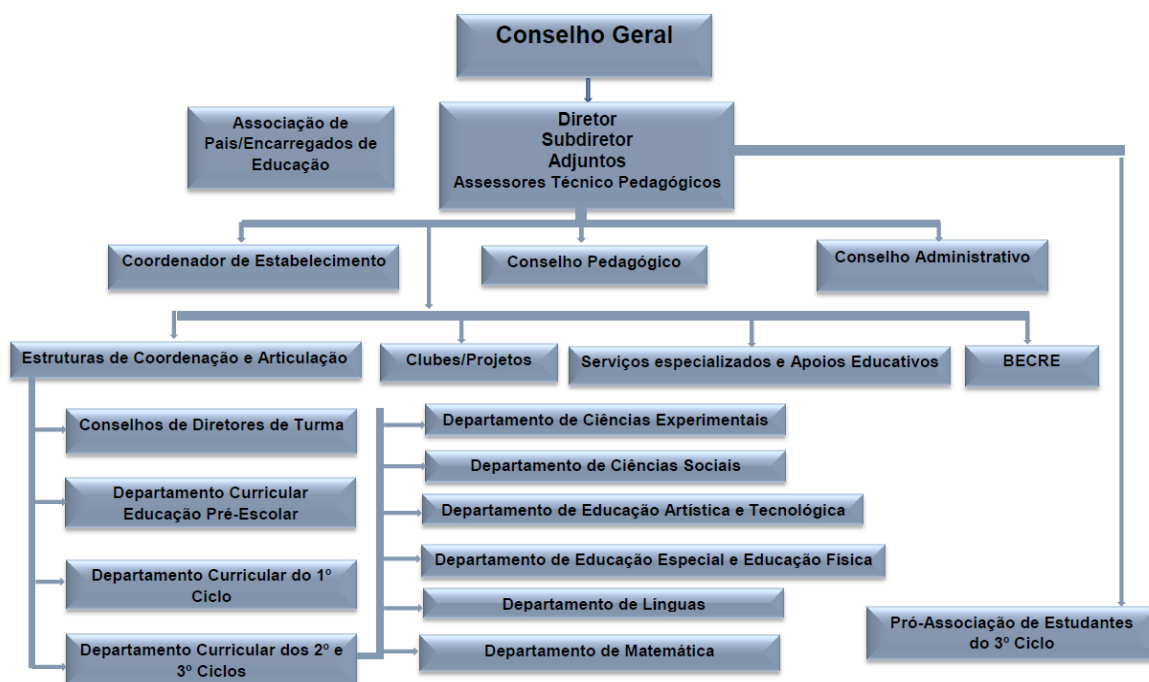 Conselho Geral
Associação de
Pais/Encarregados de
Educação
Diretor
Subdiretor
Adjuntos
Assessores Técnico Pedagógicos
Coordenador de Estabelecimento
Conselho Pedagógico
Conselho Administrativo
Estruturas de Coordenação e Articulação
Clubes/Projetos
Serviços especializados e Apoios Educativos
BECRE
Conselhos de Diretores de Turma
Departamento Curricular
Educação Pré-Escolar
Departamento Curricular do 1º
Ciclo
Departamento Curricular dos 2º e
3º Ciclos
Departamento de Ciências Experimentais
Departamento de Ciências Sociais
Departamento de Educação Artística e Tecnológica
Departamento de Educação Especial e Educação Física
Departamento de Línguas
Departamento de Matemática
Pró-Associação de Estudantes
do 3º Ciclo